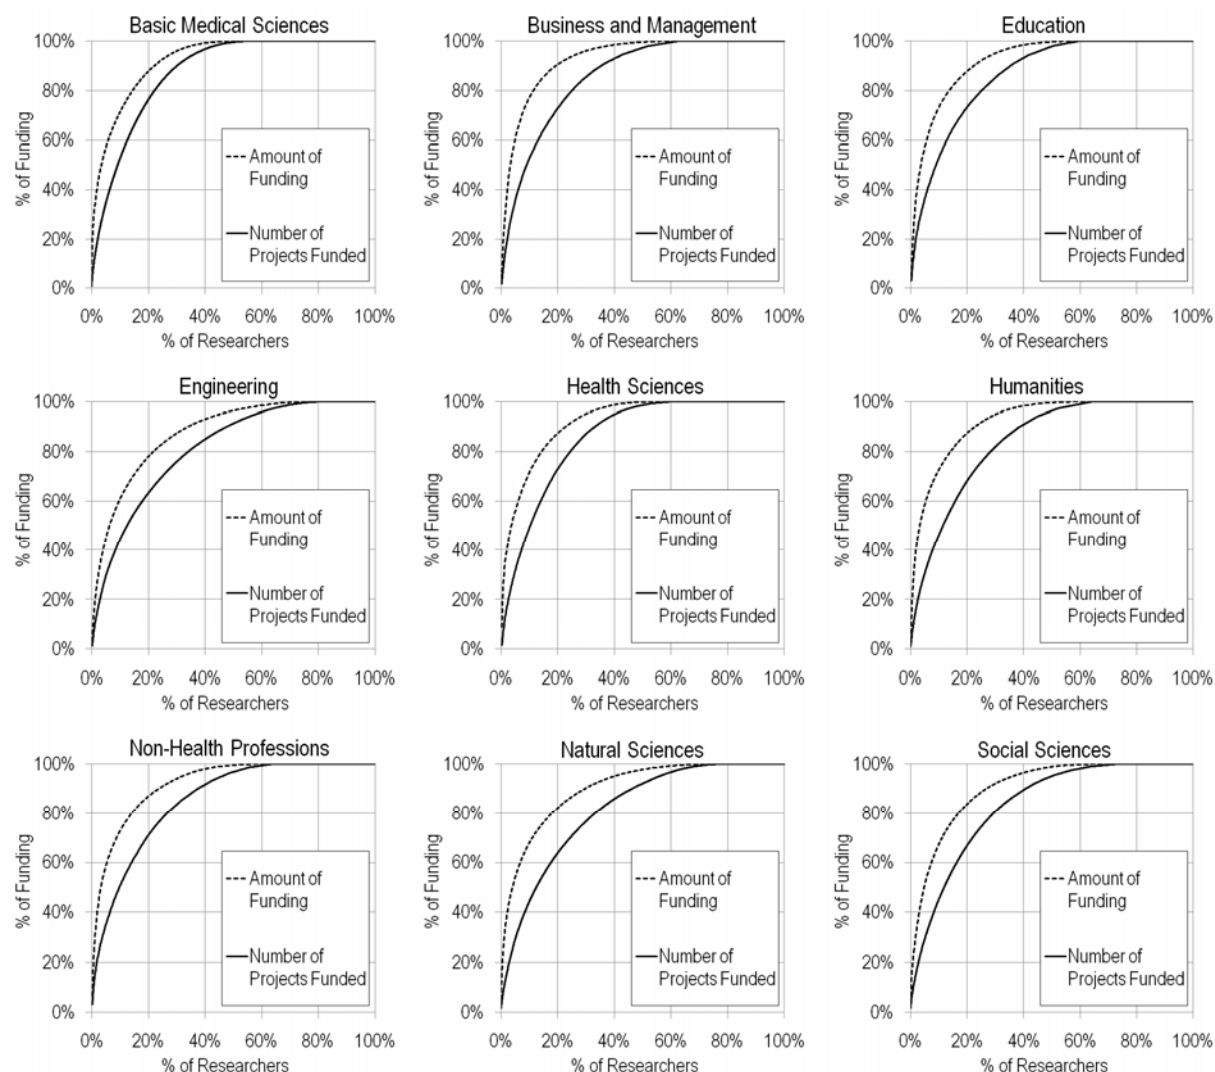 Basic Medical Sciences
100%
80%
60%
40%
20%
0%
% of Funding
Amount of
Funding
Number of
Projects Funded
0% 20% 40% 60% 80% 100%
% of Researchers
Business and Management
100%
80%
60%
40%
20%
0%
% of Funding
Amount of
Funding
Number of
Projects Funded
0% 20% 40% 60% 80% 100%
% of Researchers
Education
100%
80%
60%
40%
20%
0%
% of Funding
Amount of
Funding
Number of
Projects Funded
0% 20% 40% 60% 80% 100%
% of Researchers
Engineering
100%
80%
60%
40%
20%
0%
% of Funding
Amount of
Funding
Number of
Projects Funded
0% 20% 40% 60% 80% 100%
% of Researchers
Health Sciences
100%
80%
60%
40%
20%
0%
% of Funding
Amount of
Funding
Number of
Projects Funded
0% 20% 40% 60% 80% 100%
% of Researchers
Humanities
100%
80%
60%
40%
20%
0%
% of Funding
Amount of
Funding
Number of
Projects Funded
0% 20% 40% 60% 80% 100%
% of Researchers
Non-Health Professions
100%
80%
60%
40%
20%
0%
% of Funding
Amount of
Funding
Number of
Projects Funded
0% 20% 40% 60% 80% 100%
% of Researchers
Natural Sciences
100%
80%
60%
40%
20%
0%
% of Funding
Amount of
Funding
Number of
Projects Funded
0% 20% 40% 60% 80% 100%
% of Researchers
Social Sciences
100%
80%
60%
40%
20%
0%
% of Funding
Amount of
Funding
Number of
Projects Funded
0% 20% 40% 60% 80% 100%
% of Researchers